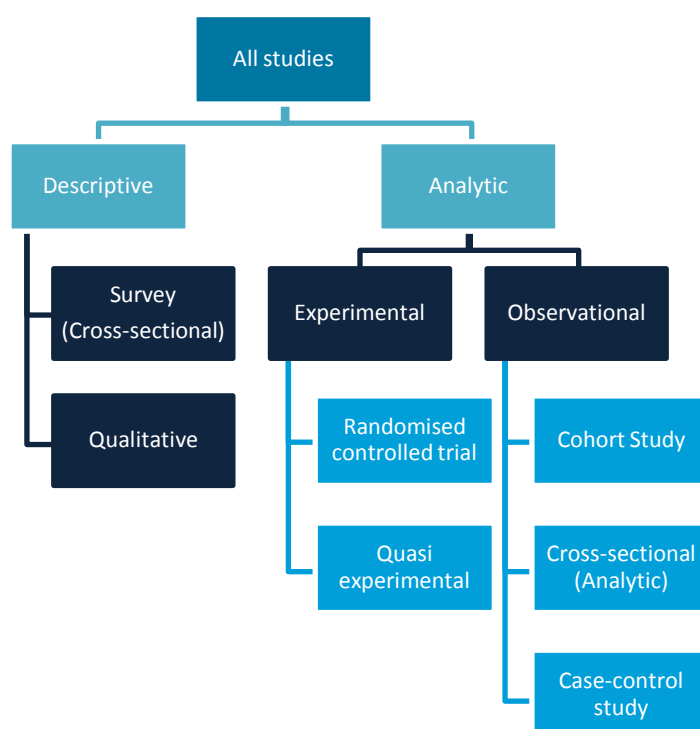 All studies
Descriptive
Analytic
Survey
(Cross-sectional)
Qualitative
Experimental
Observational
Randomised
controlled trial
Quasi
experimental
Cohort Study
Cross-sectional
(Analytic)
Case-control
study